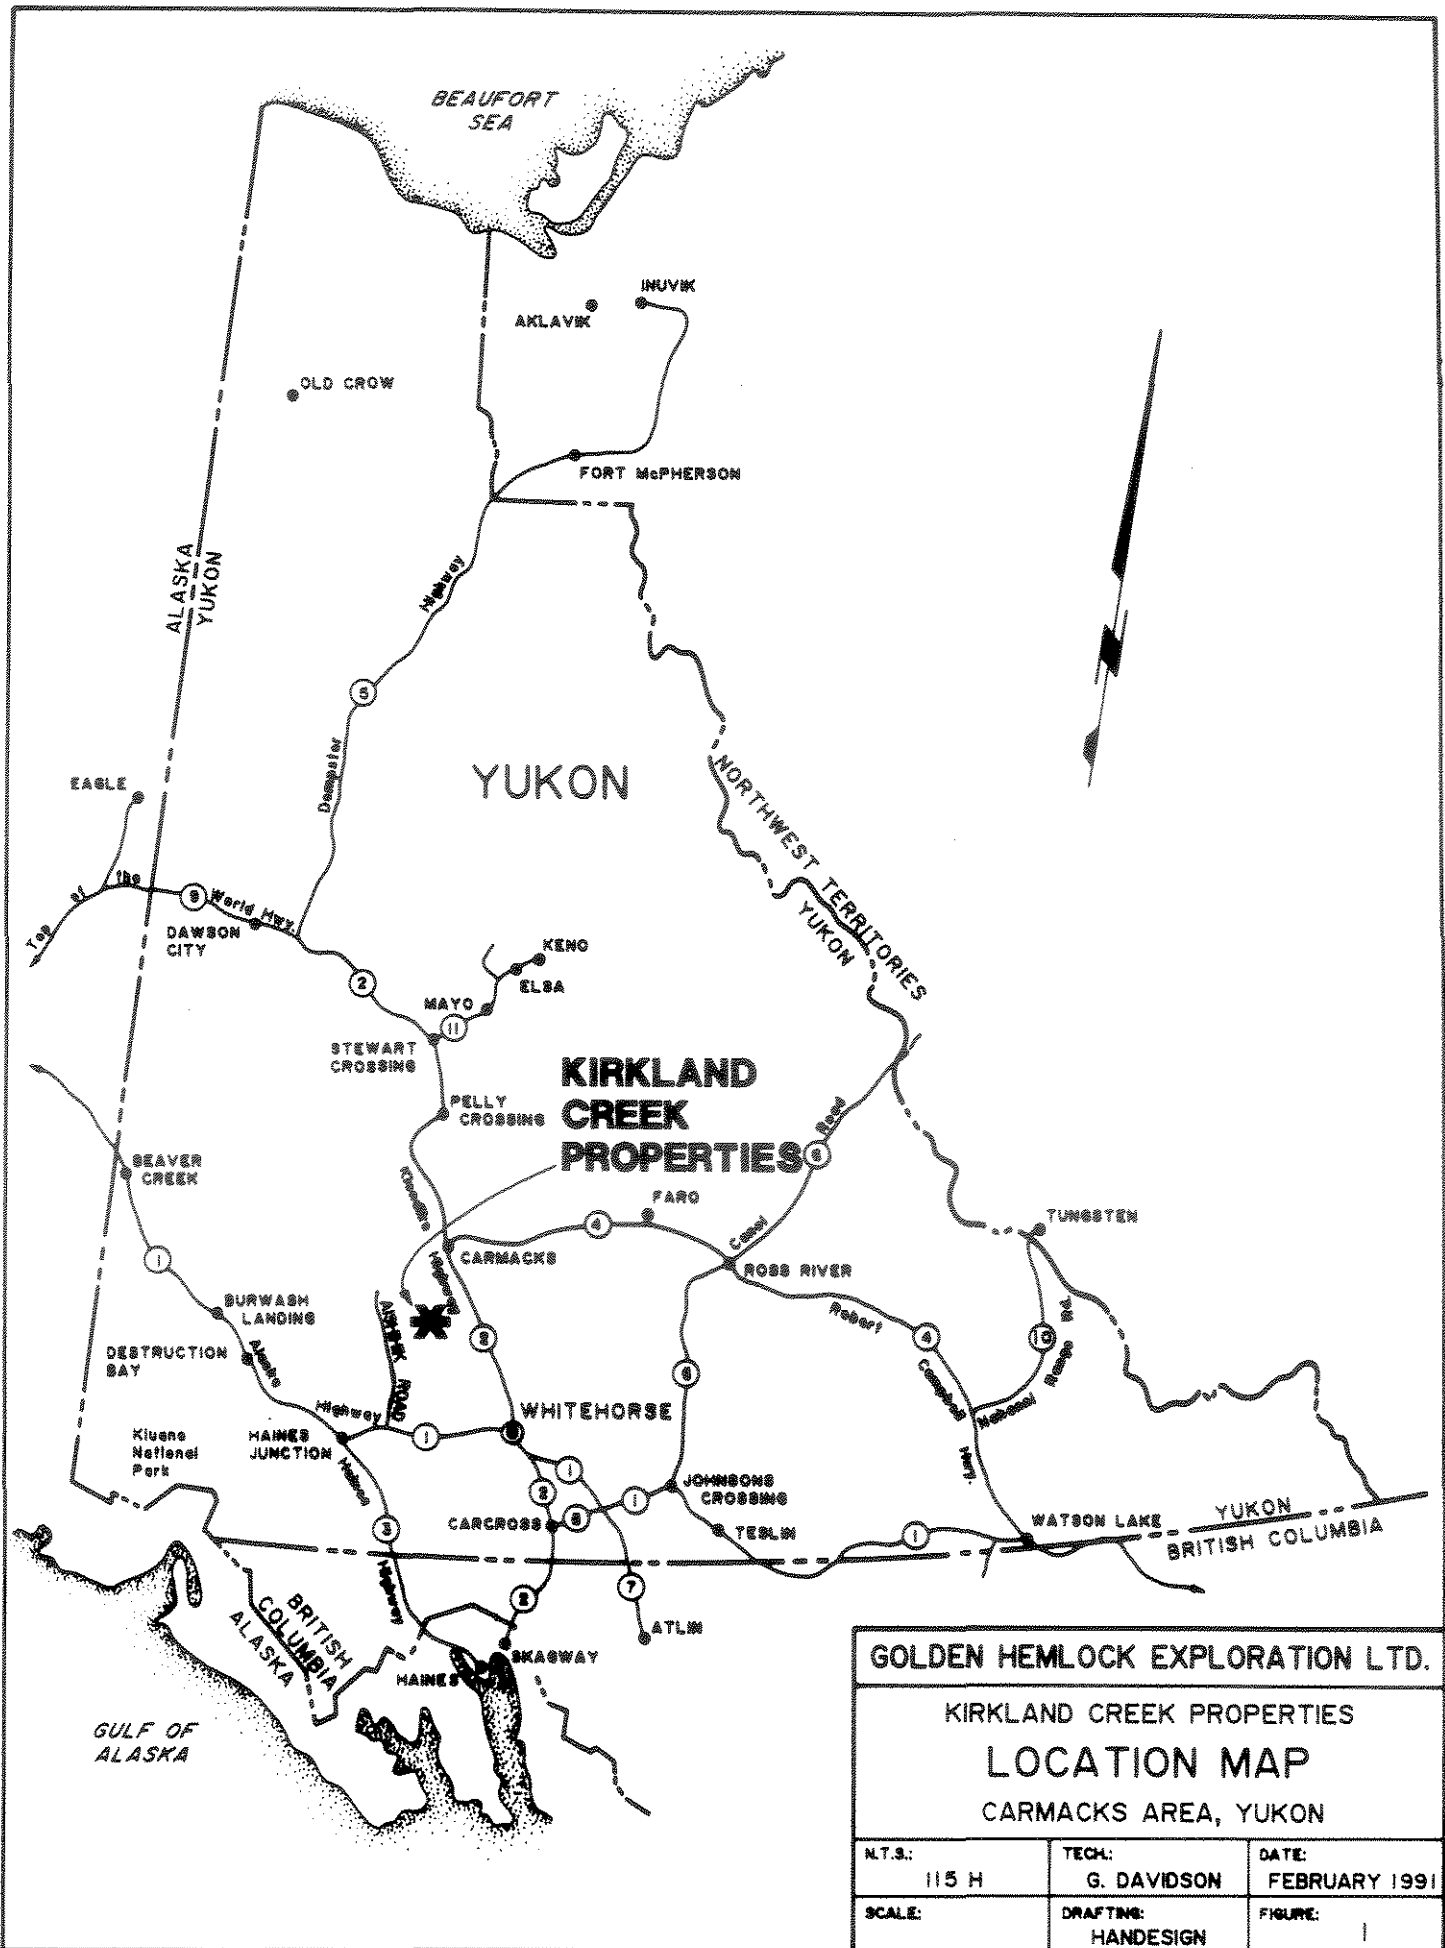 BEAUFORT
SEA
INUVIK
AKLAVIK
OLD CROW
FORT McPHERSON
ALASKA
YUKON
Highway
5
Dempster
YUKON
EAGLE
NORTHWEST TERRITORIES
YUKON
Top of the World Hwy.
9
DAWSON
CITY
KENO
ELSA
2
MAYO
11
STEWART
CROSSING
KIRKLAND
CREEK
PROPERTIES
PELLY
CROSSING
Road
6
BEAVER
CREEK
Klondike
FARO
TUNGSTEN
4
Canol
CARMACKS
Highway
ROSS RIVER
1
BURWASH
LANDING
AISHIHIK ROAD
2
Robert
4
10
Rd.
Range
DESTRUCTION
BAY
Alaska
6
Campbell
Nahanni
Highway
WHITEHORSE
1
Kluane
National
Park
HAINES
JUNCTION
Hwy.
Haines
1
2
JOHNSONS
CROSSING
1
8
3
CARCROSS
TESLIN
1
WATSON LAKE
YUKON
BRITISH COLUMBIA
Highway
2
7
BRITISH
COLUMBIA
ALASKA
ATLIN
SKAGWAY
HAINES
GULF OF
ALASKA
GOLDEN HEMLOCK EXPLORATION LTD.
KIRKLAND CREEK PROPERTIES
LOCATION MAP
CARMACKS AREA, YUKON
N.T.S.:
115 H
TECH.:
G. DAVIDSON
DATE:
FEBRUARY 1991
SCALE:
DRAFTING:
HANDESIGN
FIGURE:
1